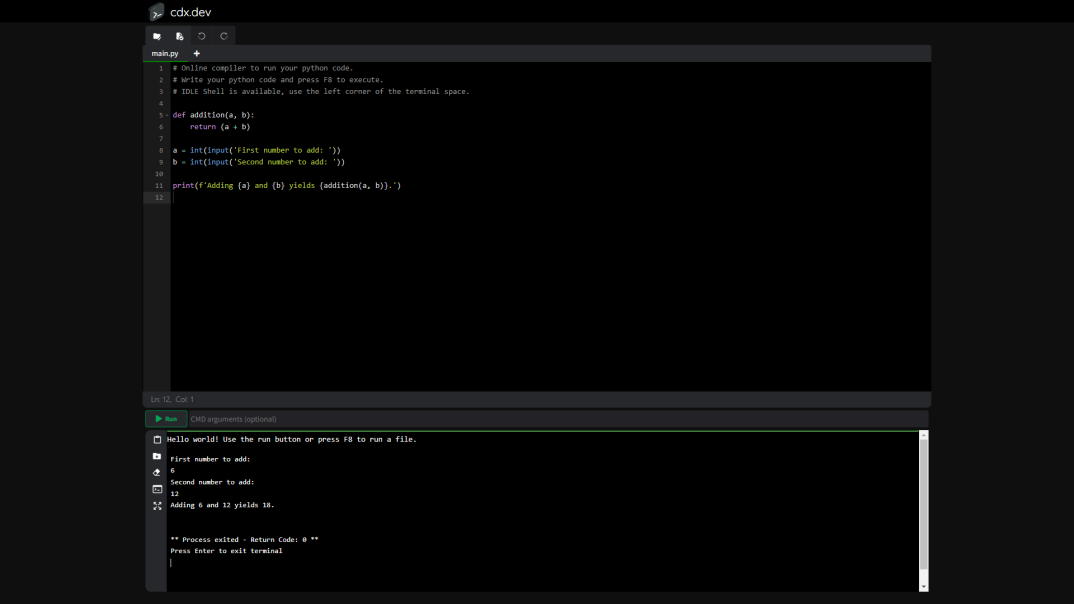 cdx.dev
main.py +
1 # Online compiler to run your python code.
2 # Write your python code and press F8 to execute.
3 # IDLE Shell is available, use the left corner of the terminal space.
4
5 def addition(a, b):
6     return (a + b)
7
8 a = int(input('First number to add: '))
9 b = int(input('Second number to add: '))
10
11 print(f'Adding {a} and {b} yields {addition(a, b)}.')
12
Ln: 12, Col: 1
Run CMD arguments (optional)
Hello world! Use the run button or press F8 to run a file.
First number to add:
6
Second number to add:
12
Adding 6 and 12 yields 18.
** Process exited - Return Code: 0 **
Press Enter to exit terminal